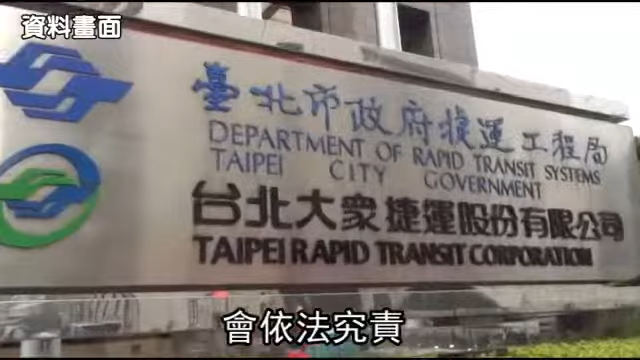 資料畫面
臺北市政府捷運工程局
DEPARTMENT OF RAPID TRANSIT SYSTEMS
TAIPEI CITY GOVERNMENT
台北大眾捷運股份有限公司
TAIPEI RAPID TRANSIT CORPORATION
會依法究責